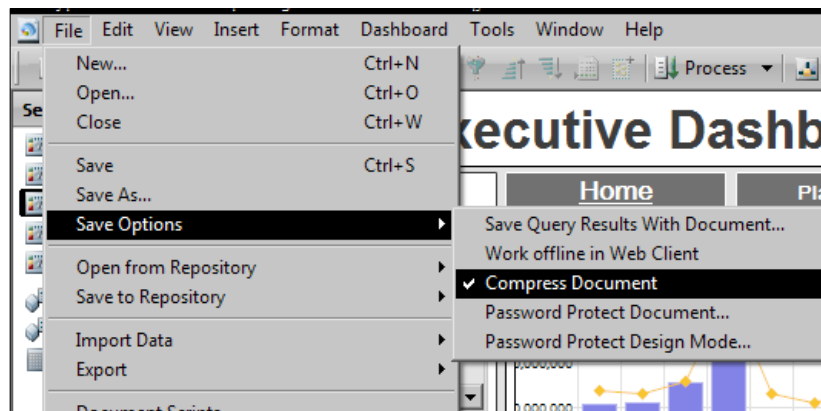 File Edit View Insert Format Dashboard Tools Window Help
New... Ctrl+N
Open... Ctrl+O
Close Ctrl+W
Save Ctrl+S
Save As...
Save Options
Open from Repository
Save to Repository
Import Data
Export
Save Query Results With Document...
Work offline in Web Client
Compress Document
Password Protect Document...
Password Protect Design Mode...
Process
Se
xecutive Dashb
Home Pla